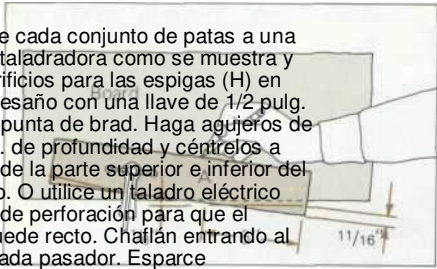 e cada conjunto de patas a una
taladradora como se muestra y
rificios para las espigas (H) en
esaño con una llave de 1/2 pulg.
punta de brad. Haga agujeros de
. de profundidad y céntrelos a
de la parte superior e inferior del
o. O utilice un taladro eléctrico
de perforación para que el
uede recto. Chaflán entrando al
ada pasador. Esparce
Board
A
11/16"